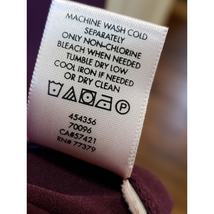 MACHINE WASH COLD
SEPARATELY
ONLY NON-CHLORINE
BLEACH WHEN NEEDED
TUMBLE DRY LOW
COOL IRON IF NEEDED
OR DRY CLEAN
P
454356
70096
CA#57421
RN# 77379